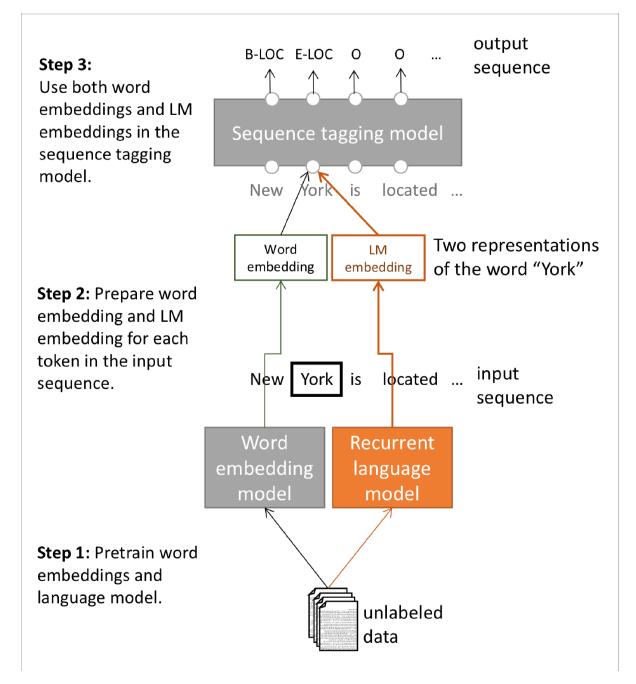 B-LOC E-LOC O O ...
output
sequence
Step 3:
Use both word
embeddings and LM
embeddings in the
sequence tagging
model.
Sequence tagging model
New York is located ...
Word
embedding
LM
embedding
Two representations
of the word “York”
Step 2: Prepare word
embedding and LM
embedding for each
token in the input
sequence.
New York is located ...
input
sequence
Word
embedding
model
Recurrent
language
model
Step 1: Pretrain word
embeddings and
language model.
unlabeled
data